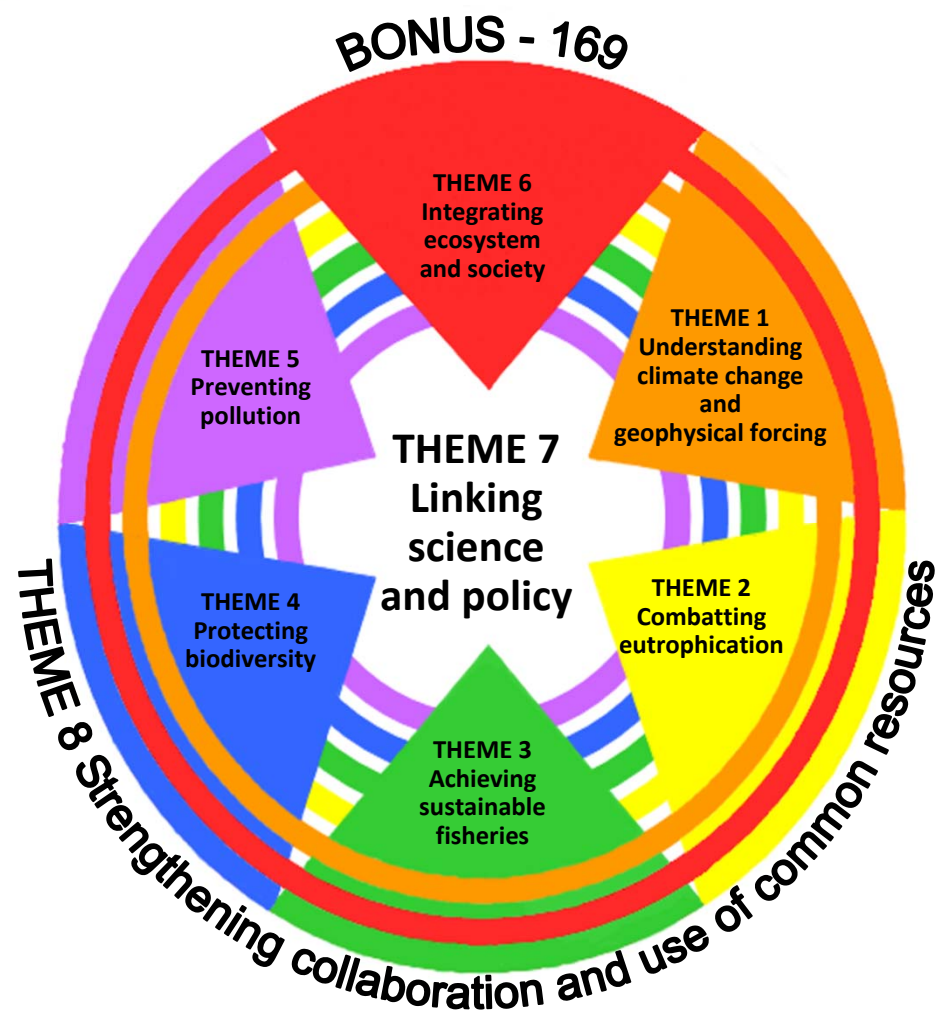 BONUS - 169
THEME 6
Integrating
ecosystem
and society
THEME 1
Understanding
climate change
and
geophysical forcing
THEME 5
Preventing
pollution
THEME 7
Linking
science
and policy
THEME 4
Protecting
biodiversity
THEME 2
Combatting
eutrophication
THEME 3
Achieving
sustainable
fisheries
THEME 8 Strengthening collaboration and use of common resources